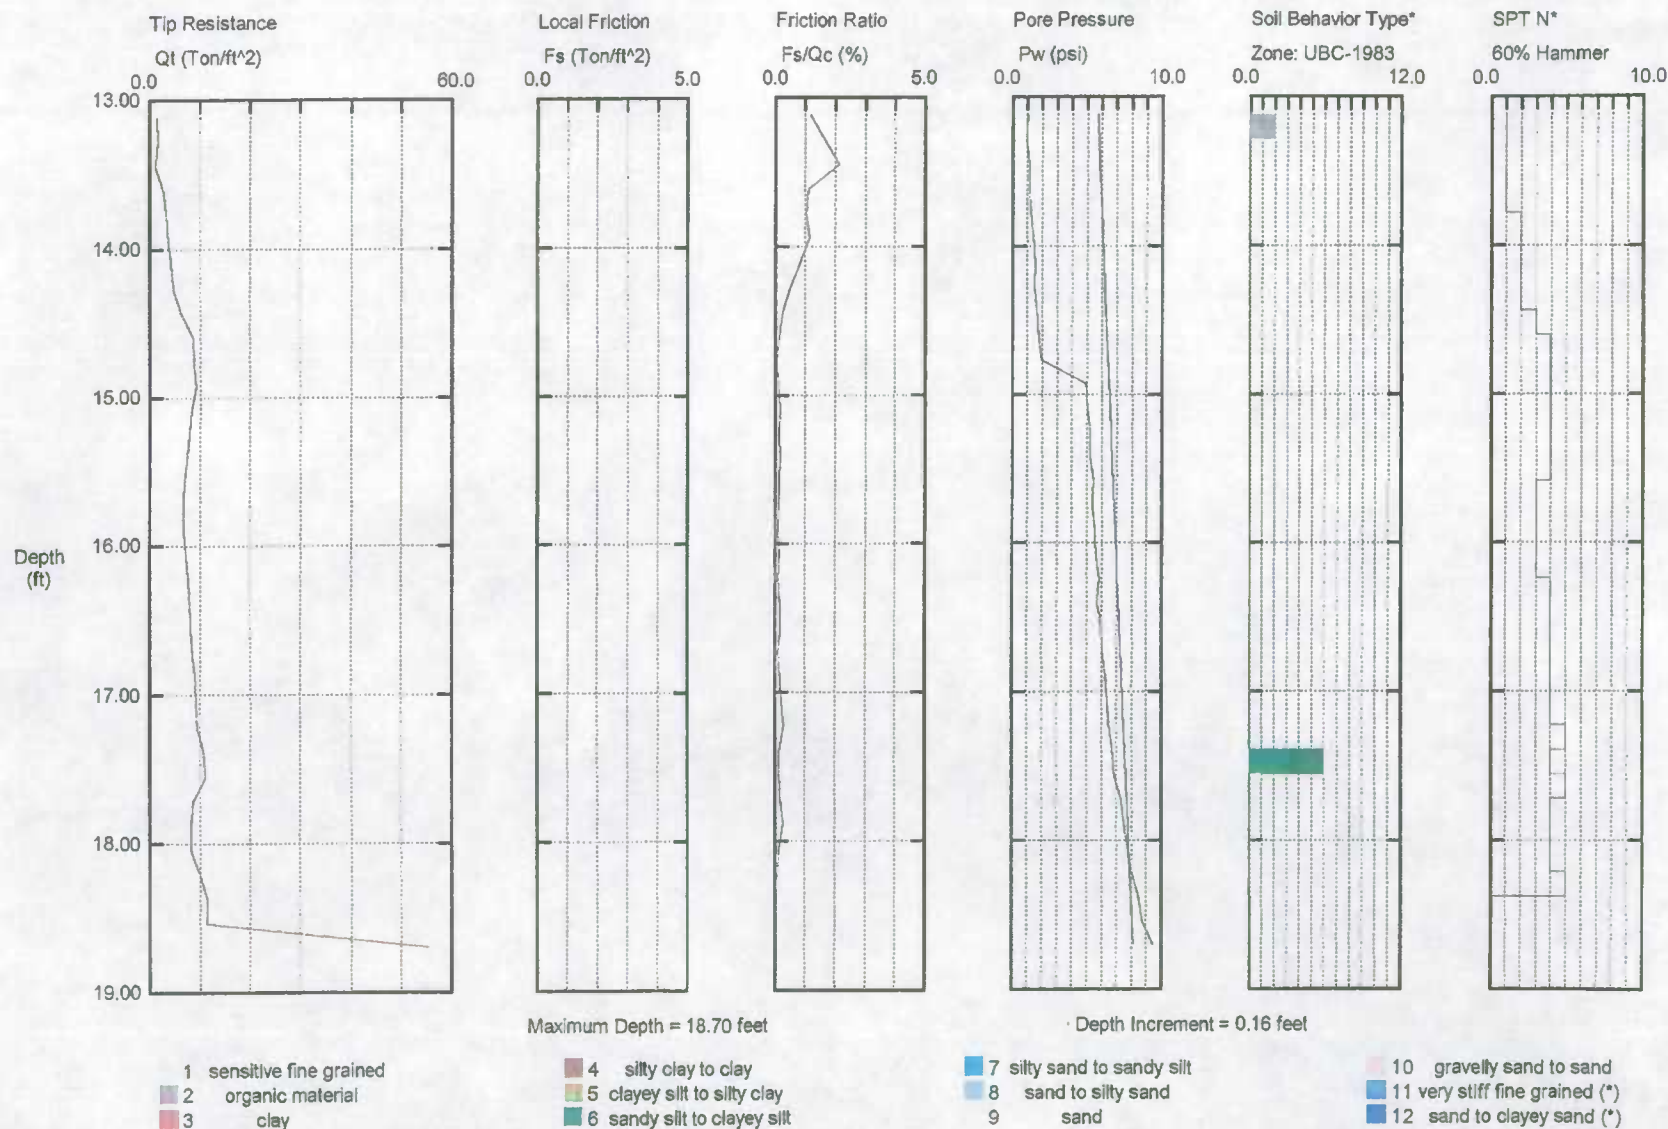 Tip Resistance
Local Friction
Friction Ratio
Pore Pressure
Soil Behavior Type*
SPT N*
Qt (Ton/ft^2)
Fs (Ton/ft^2)
Fs/Qc (%)
Pw (psi)
Zone: UBC-1983
60% Hammer
0.0 60.0
0.0 5.0
0.0 5.0
0.0 10.0
0.0 12.0
0.0 10.0
13.00
14.00
15.00
16.00
Depth
(ft)
17.00
18.00
19.00
Maximum Depth = 18.70 feet
Depth Increment = 0.16 feet
1 sensitive fine grained
2 organic material
3 clay
4 silty clay to clay
5 clayey silt to silty clay
6 sandy silt to clayey silt
7 silty sand to sandy silt
8 sand to silty sand
9 sand
10 gravelly sand to sand
11 very stiff fine grained (*)
12 sand to clayey sand (*)